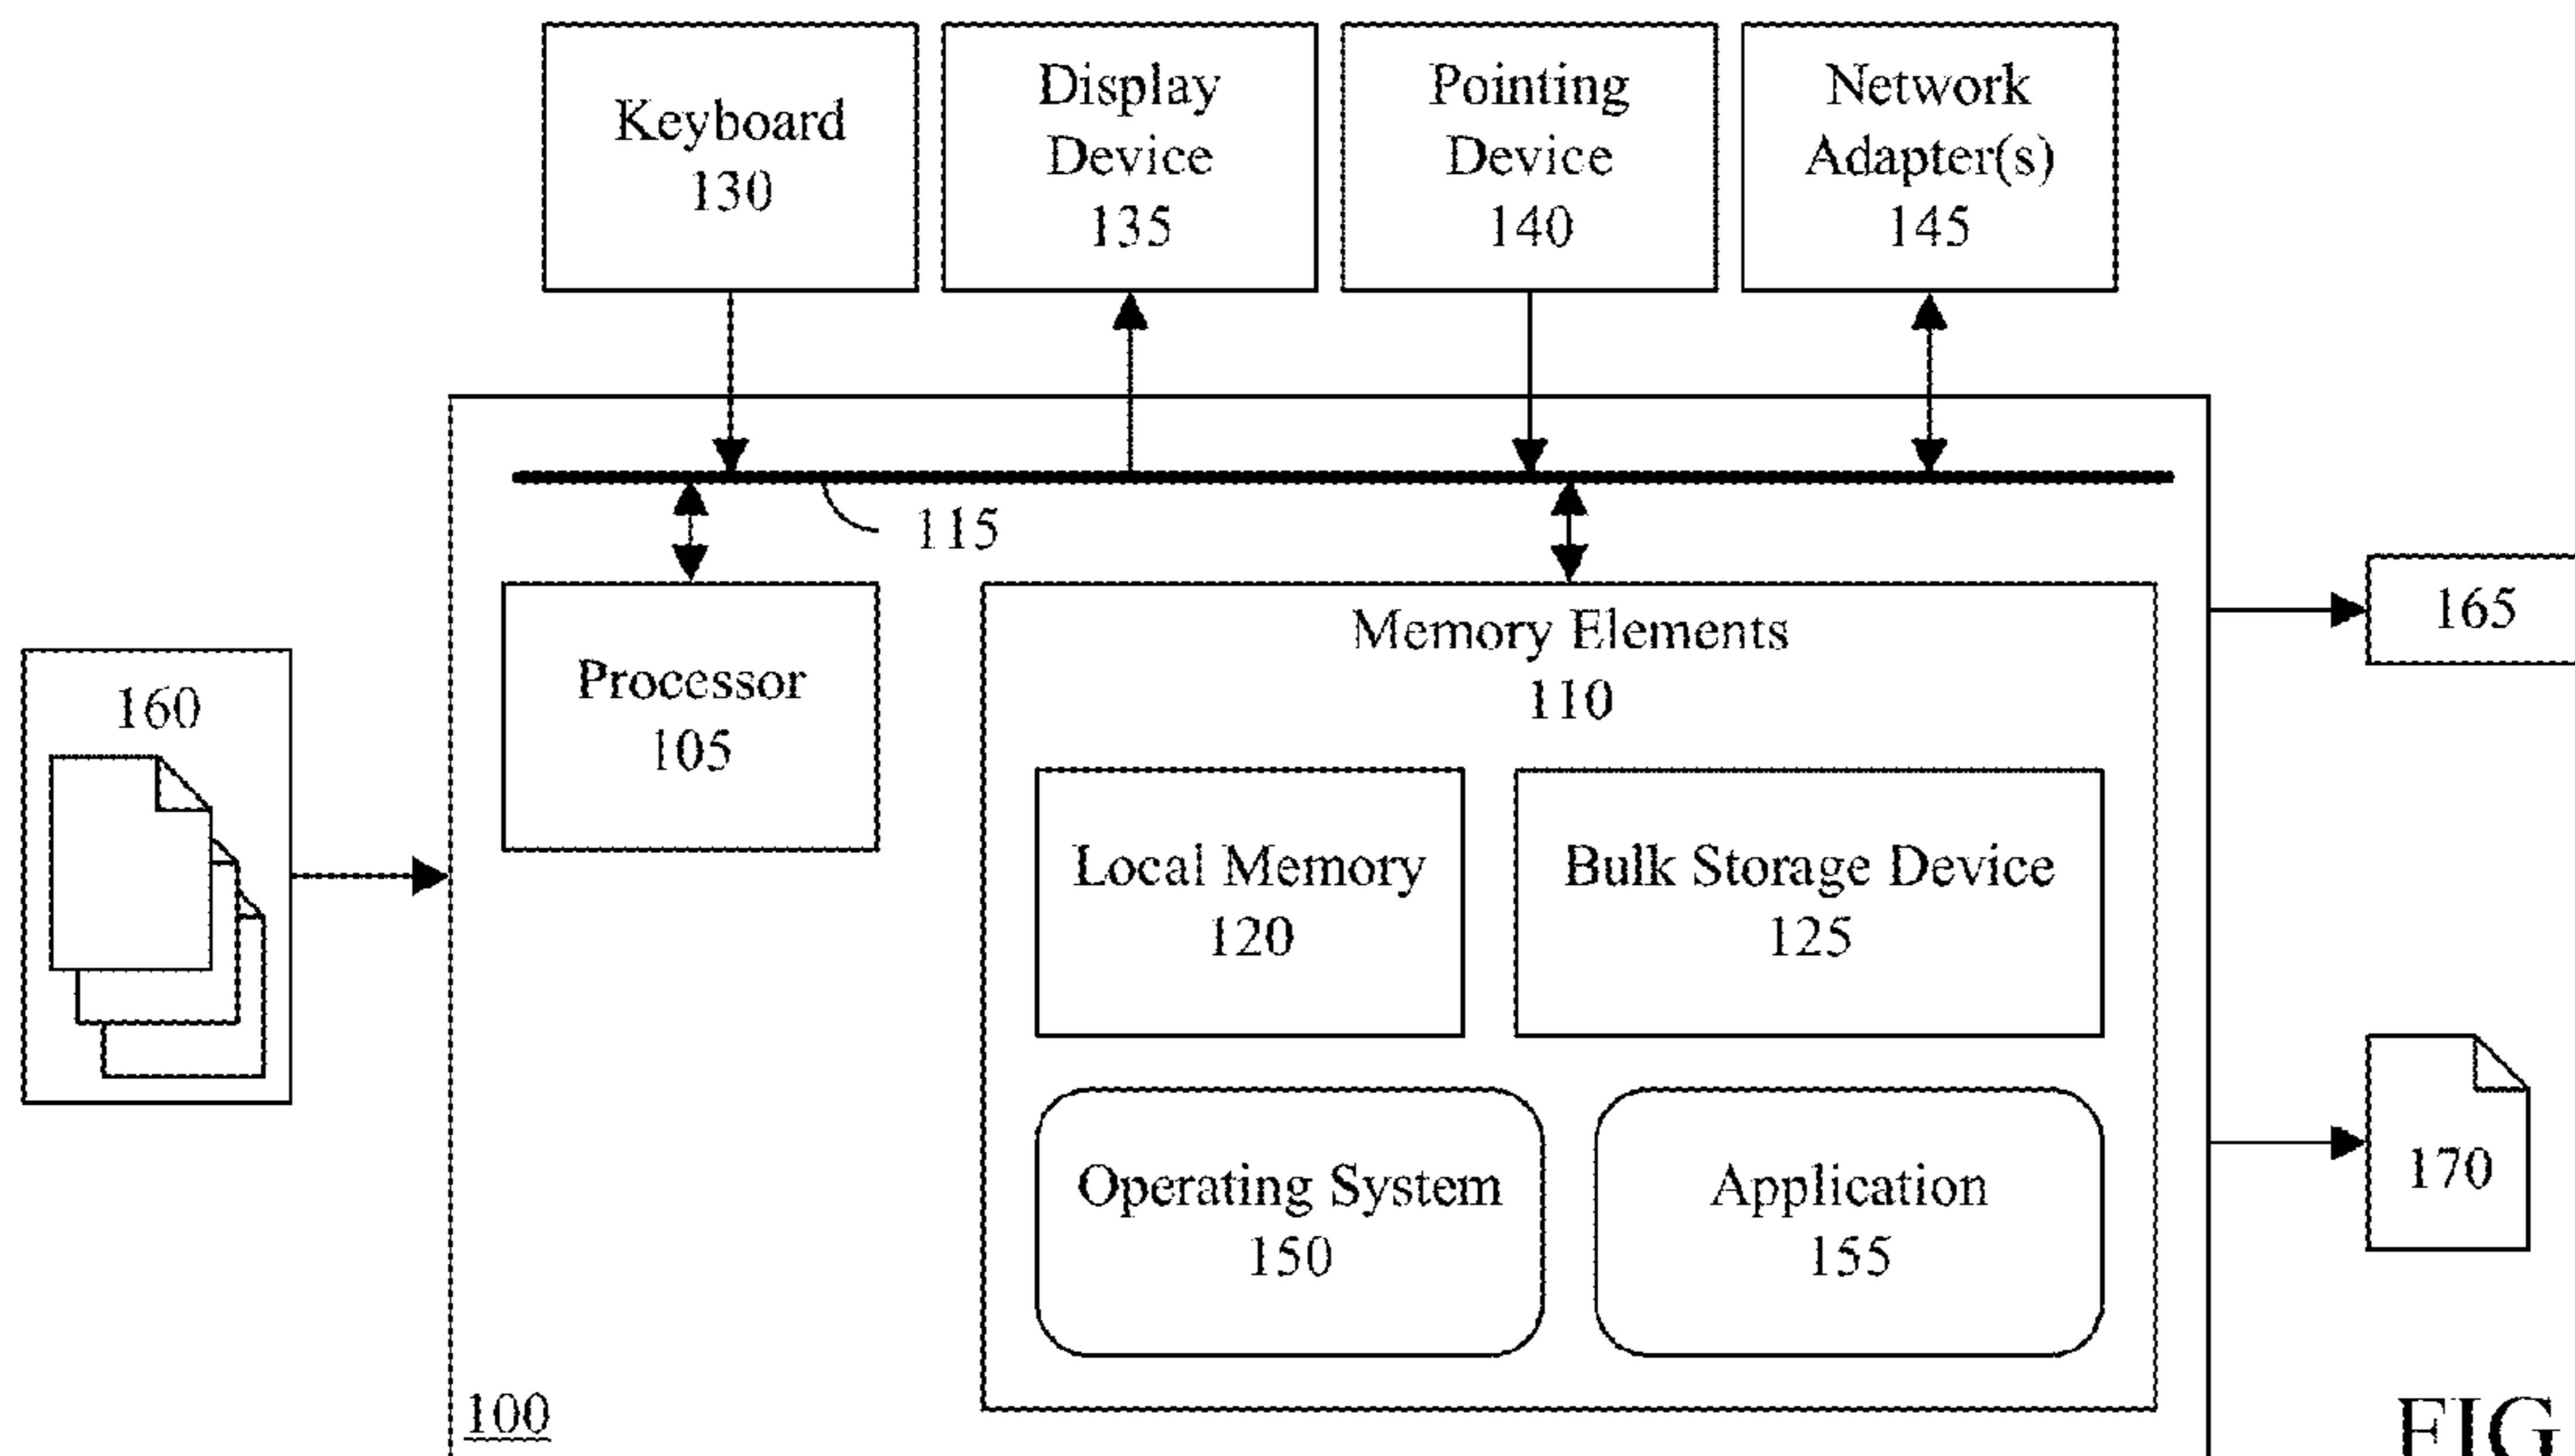 Keyboard
130
Display
Device
135
Pointing
Device
140
Network
Adapter(s)
145
115
160
Processor
105
Memory Elements
110
Local Memory
120
Bulk Storage Device
125
Operating System
150
Application
155
165
170
100
FIG